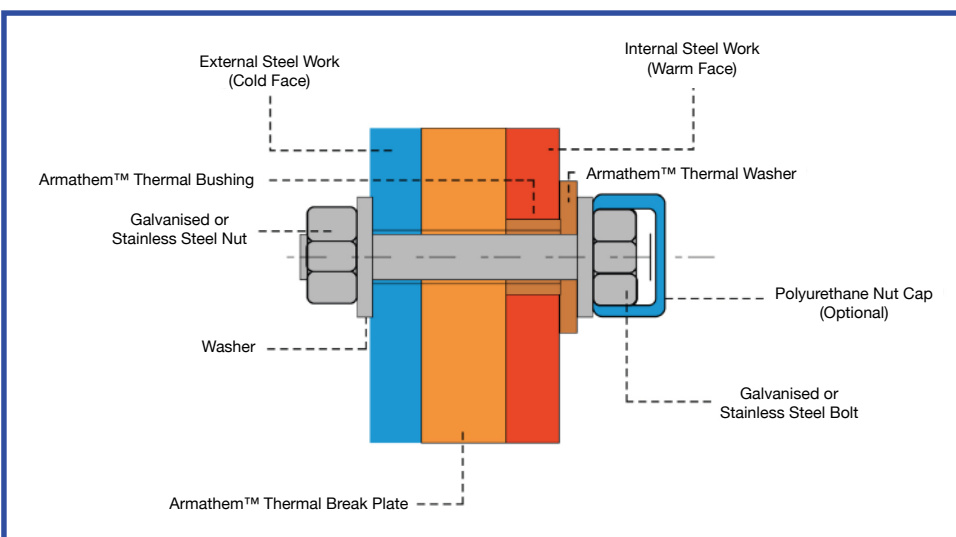 External Steel Work
(Cold Face)
Internal Steel Work
(Warm Face)
Armathem™ Thermal Bushing
Armathem™ Thermal Washer
Galvanised or
Stainless Steel Nut
Polyurethane Nut Cap
(Optional)
Washer
Galvanised or
Stainless Steel Bolt
Armathem™ Thermal Break Plate